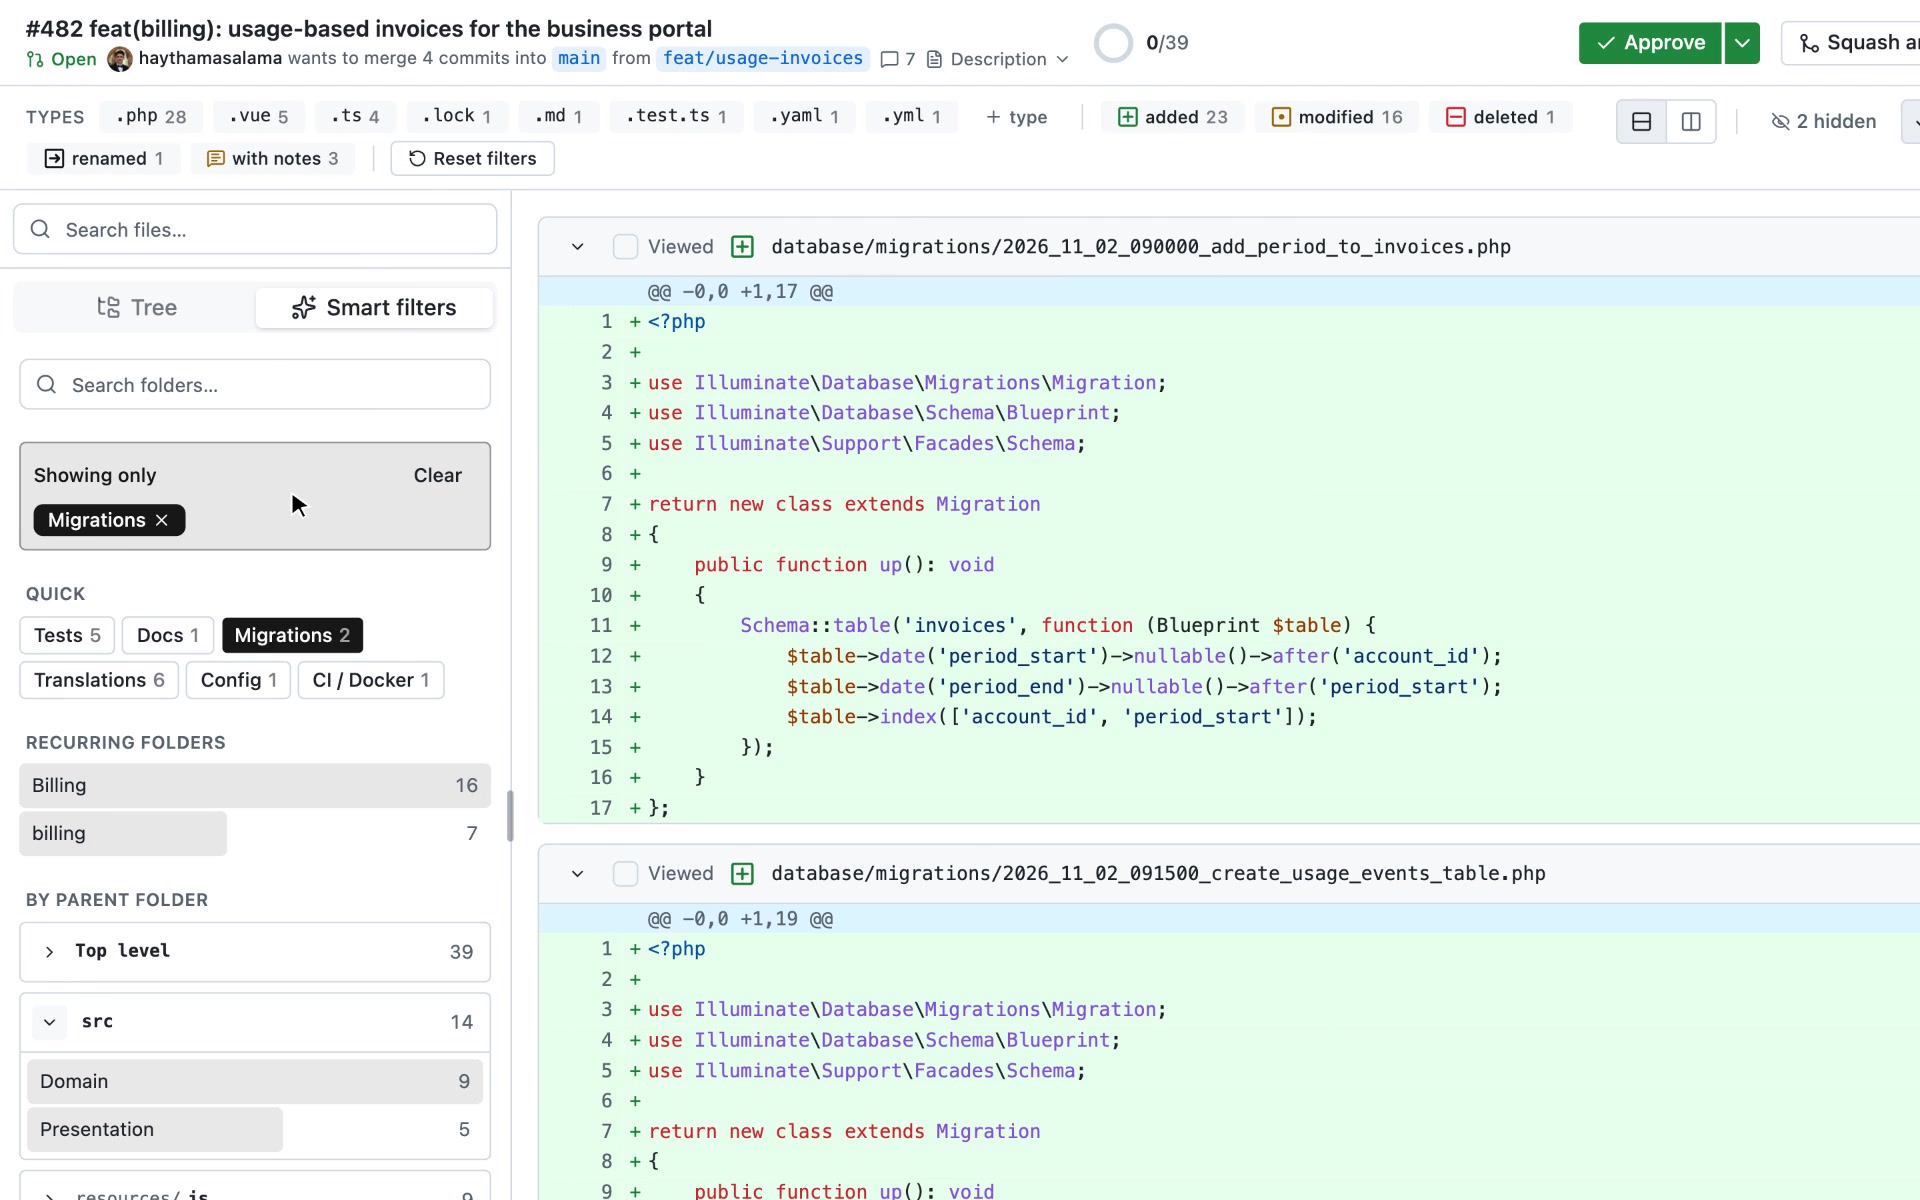 #482 feat(billing): usage-based invoices for the business portal
Open haythamasalama wants to merge 4 commits into main from feat/usage-invoices 7 Description
0/39
Approve
Squash
TYPES .php 28 .vue 5 .ts 4 .lock 1 .md 1 .test.ts 1 .yaml 1 .yml 1 + type added 23 modified 16 deleted 1
2 hidden
renamed 1 with notes 3 Reset filters
Search files...
Tree Smart filters
Search folders...
Showing only Clear
Migrations ×
QUICK
Tests 5 Docs 1 Migrations 2
Translations 6 Config 1 CI / Docker 1
RECURRING FOLDERS
Billing 16
billing 7
BY PARENT FOLDER
Top level 39
src 14
Domain 9
Presentation 5
resources/js 9
Viewed database/migrations/2026_11_02_090000_add_period_to_invoices.php
@@ -0,0 +1,17 @@
1 +<?php
2 +
3 +use Illuminate\Database\Migrations\Migration;
4 +use Illuminate\Database\Schema\Blueprint;
5 +use Illuminate\Support\Facades\Schema;
6 +
7 +return new class extends Migration
8 +{
9 +    public function up(): void
10 +    {
11 +        Schema::table('invoices', function (Blueprint $table) {
12 +            $table->date('period_start')->nullable()->after('account_id');
13 +            $table->date('period_end')->nullable()->after('period_start');
14 +            $table->index(['account_id', 'period_start']);
15 +        });
16 +    }
17 +};
Viewed database/migrations/2026_11_02_091500_create_usage_events_table.php
@@ -0,0 +1,19 @@
1 +<?php
2 +
3 +use Illuminate\Database\Migrations\Migration;
4 +use Illuminate\Database\Schema\Blueprint;
5 +use Illuminate\Support\Facades\Schema;
6 +
7 +return new class extends Migration
8 +{
9 +    public function up(): void